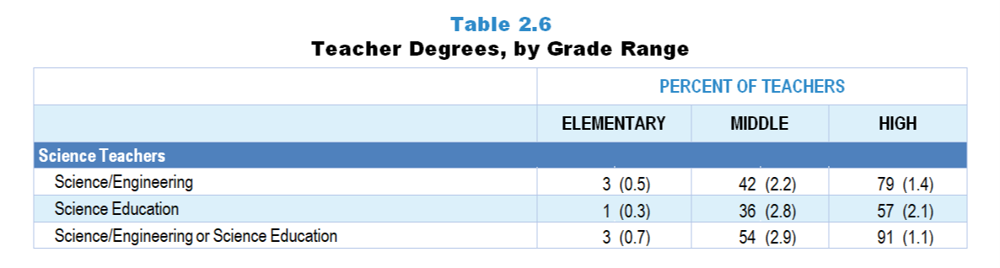 Table 2.6
Teacher Degrees, by Grade Range
PERCENT OF TEACHERS
ELEMENTARY MIDDLE HIGH
Science Teachers
Science/Engineering 3 (0.5) 42 (2.2) 79 (1.4)
Science Education 1 (0.3) 36 (2.8) 57 (2.1)
Science/Engineering or Science Education 3 (0.7) 54 (2.9) 91 (1.1)